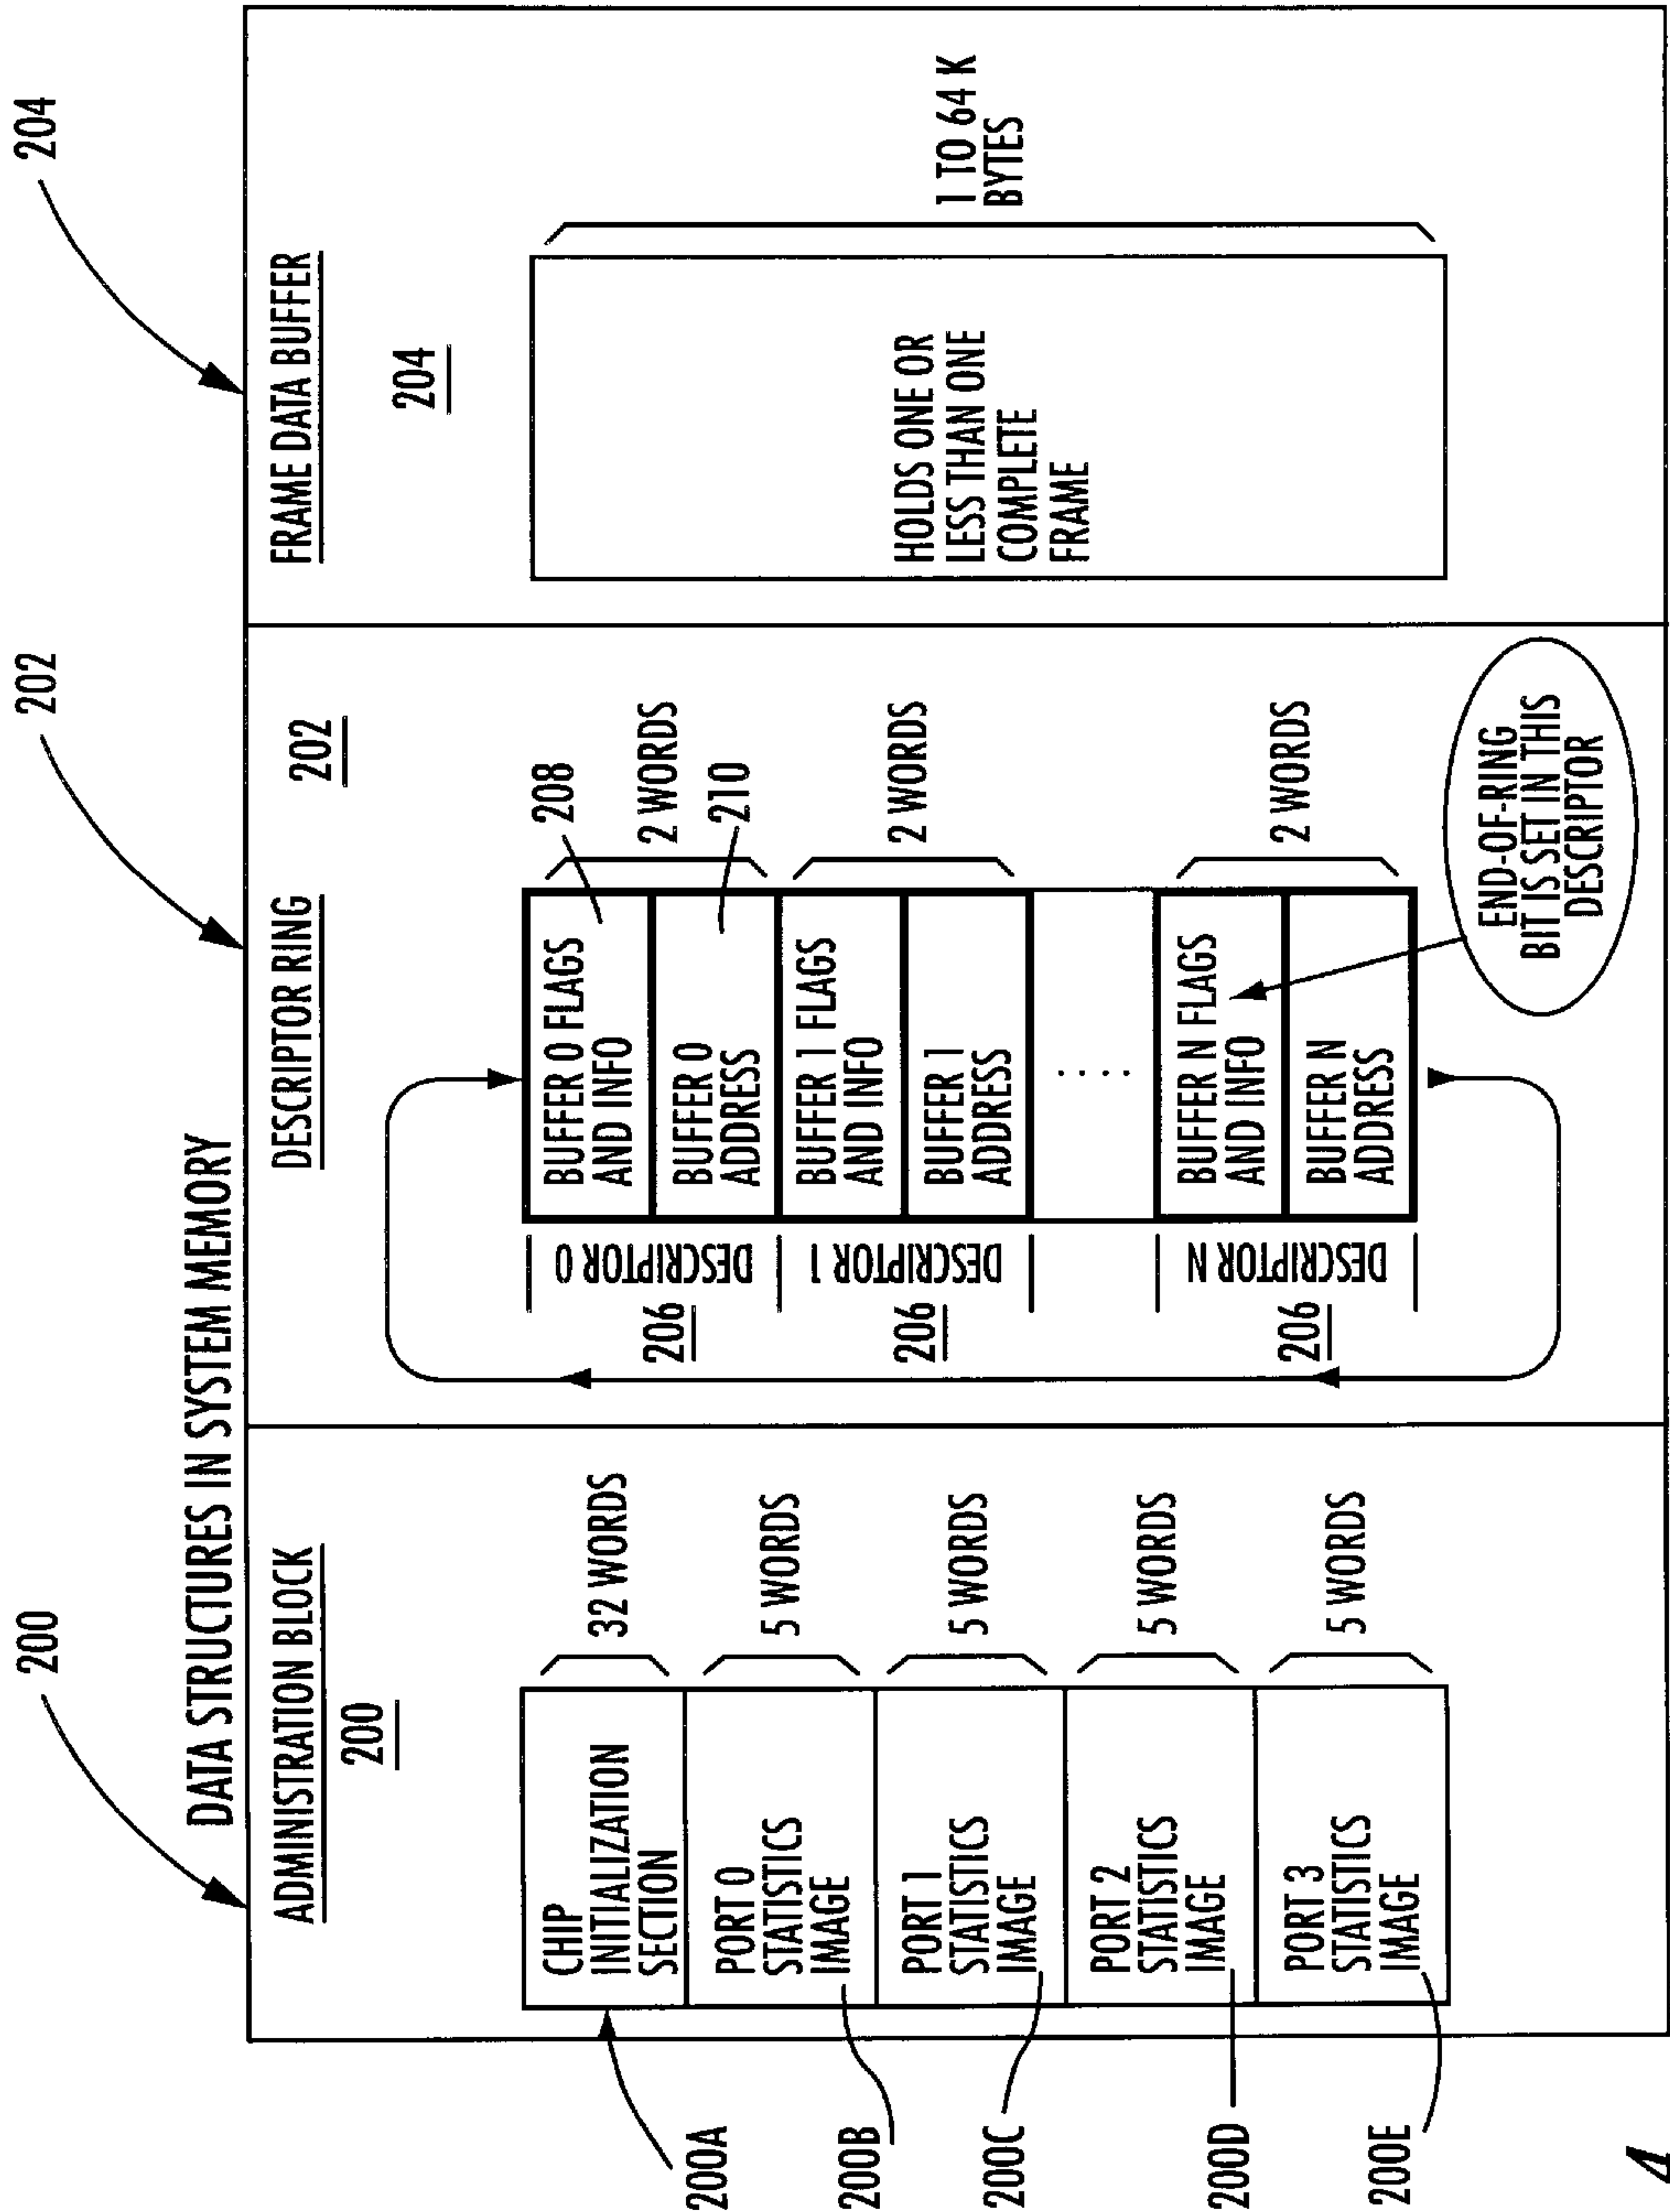 DATA STRUCTURES IN SYSTEM MEMORY
200
202
204
ADMINISTRATION BLOCK
200
CHIP
INITIALIZATION
SECTION
32 WORDS
200A
PORT 0
STATISTICS
IMAGE
5 WORDS
200B
PORT 1
STATISTICS
IMAGE
5 WORDS
200C
PORT 2
STATISTICS
IMAGE
5 WORDS
200D
PORT 3
STATISTICS
IMAGE
5 WORDS
200E
DESCRIPTOR RING
202
206
DESCRIPTOR 0
BUFFER 0 FLAGS
AND INFO
208
BUFFER 0
ADDRESS
210
2 WORDS
206
DESCRIPTOR 1
BUFFER 1 FLAGS
AND INFO
BUFFER 1
ADDRESS
2 WORDS
....
206
DESCRIPTOR N
BUFFER N FLAGS
AND INFO
BUFFER N
ADDRESS
2 WORDS
END-OF-RING
BIT IS SET IN THIS
DESCRIPTOR
FRAME DATA BUFFER
204
HOLDS ONE OR
LESS THAN ONE
COMPLETE
FRAME
1 TO 64 K
BYTES